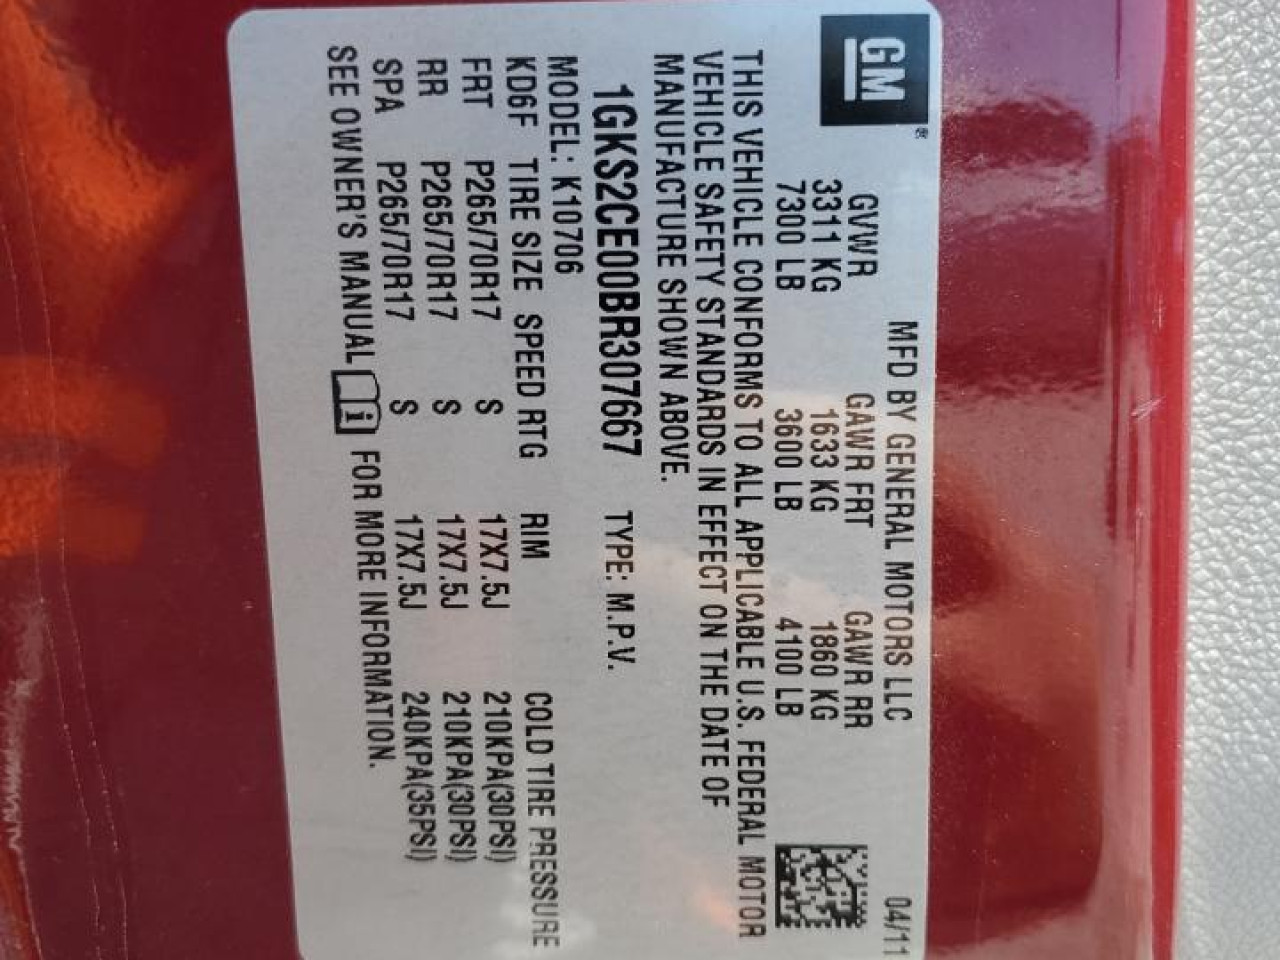 GM®
MFD BY GENERAL MOTORS LLC 04/11
GVWR GAWR FRT GAWR RR
3311 KG 1633 KG 1860 KG
7300 LB 3600 LB 4100 LB
THIS VEHICLE CONFORMS TO ALL APPLICABLE U.S. FEDERAL MOTOR
VEHICLE SAFETY STANDARDS IN EFFECT ON THE DATE OF
MANUFACTURE SHOWN ABOVE.
1GKS2CE00BR307667 TYPE: M.P.V.
MODEL: K10706
KD6F TIRE SIZE SPEED RTG RIM COLD TIRE PRESSURE
FRT P265/70R17 S 17X7.5J 210KPA(30PSI)
RR P265/70R17 S 17X7.5J 210KPA(30PSI)
SPA P265/70R17 S 17X7.5J 240KPA(35PSI)
SEE OWNER'S MANUAL i FOR MORE INFORMATION.